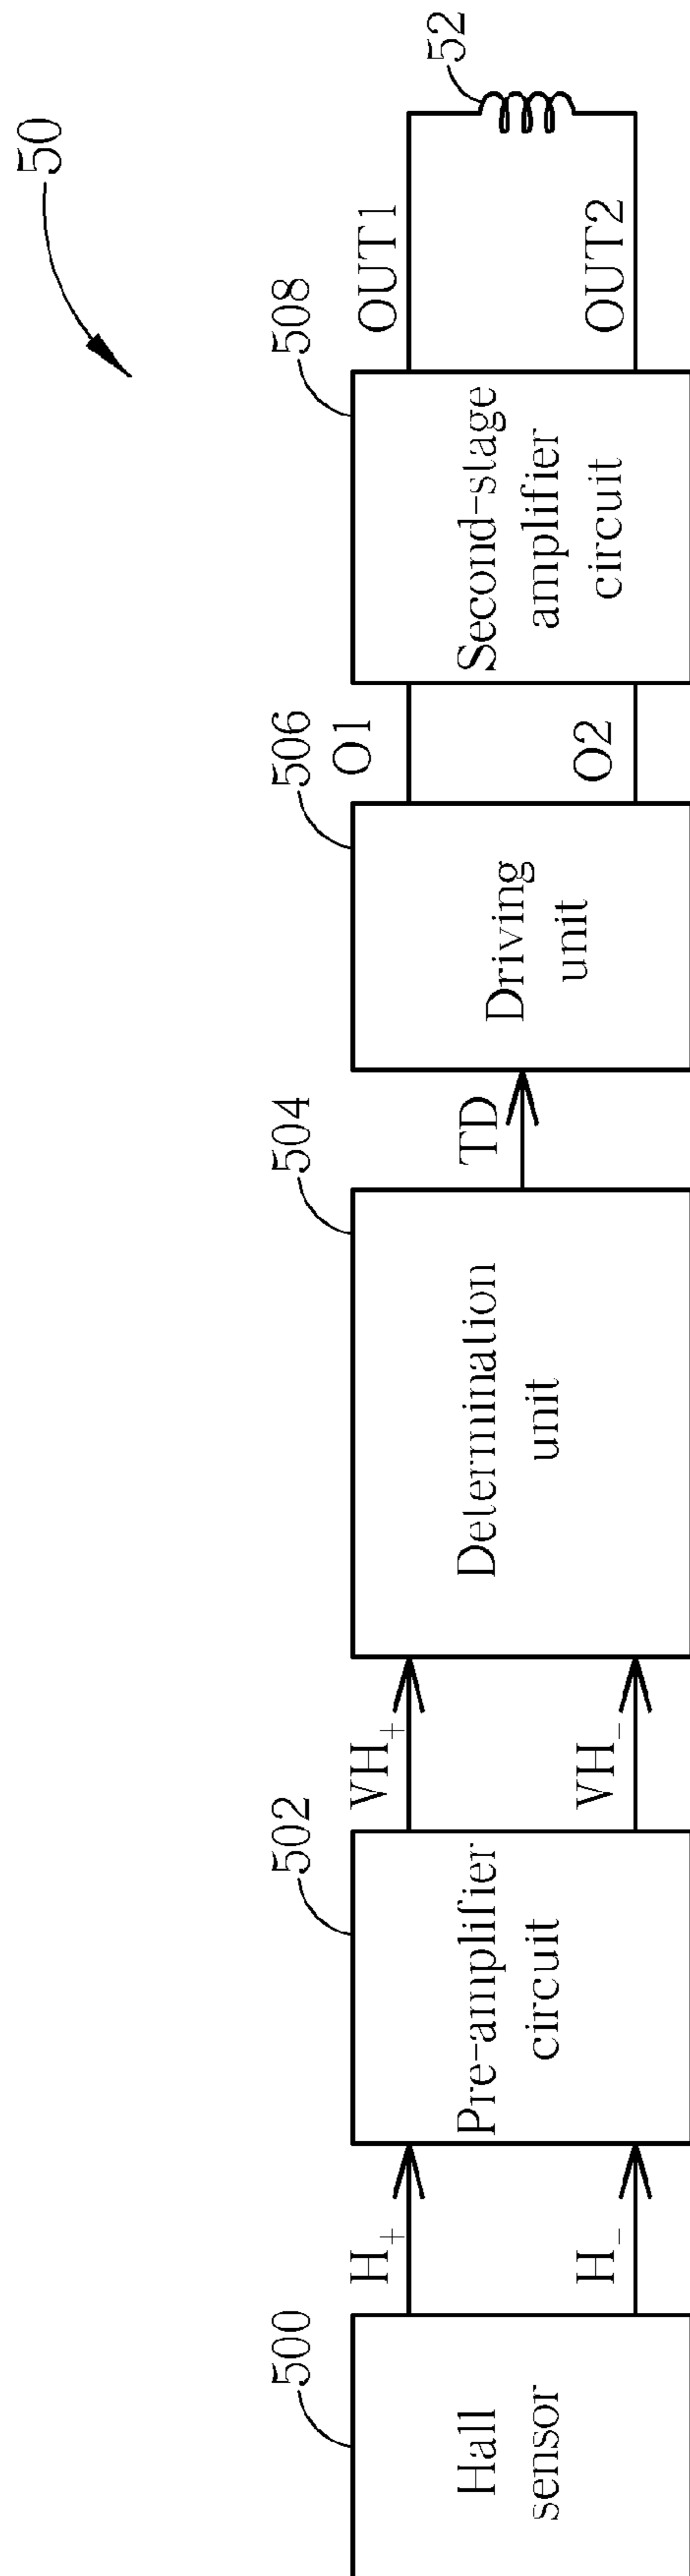 50
500
Hall
sensor
H+
H-
502
Pre-amplifier
circuit
VH+
VH-
504
Determination
unit
TD
506
Driving
unit
O1
O2
508
Second-stage
amplifier
circuit
OUT1
OUT2
52